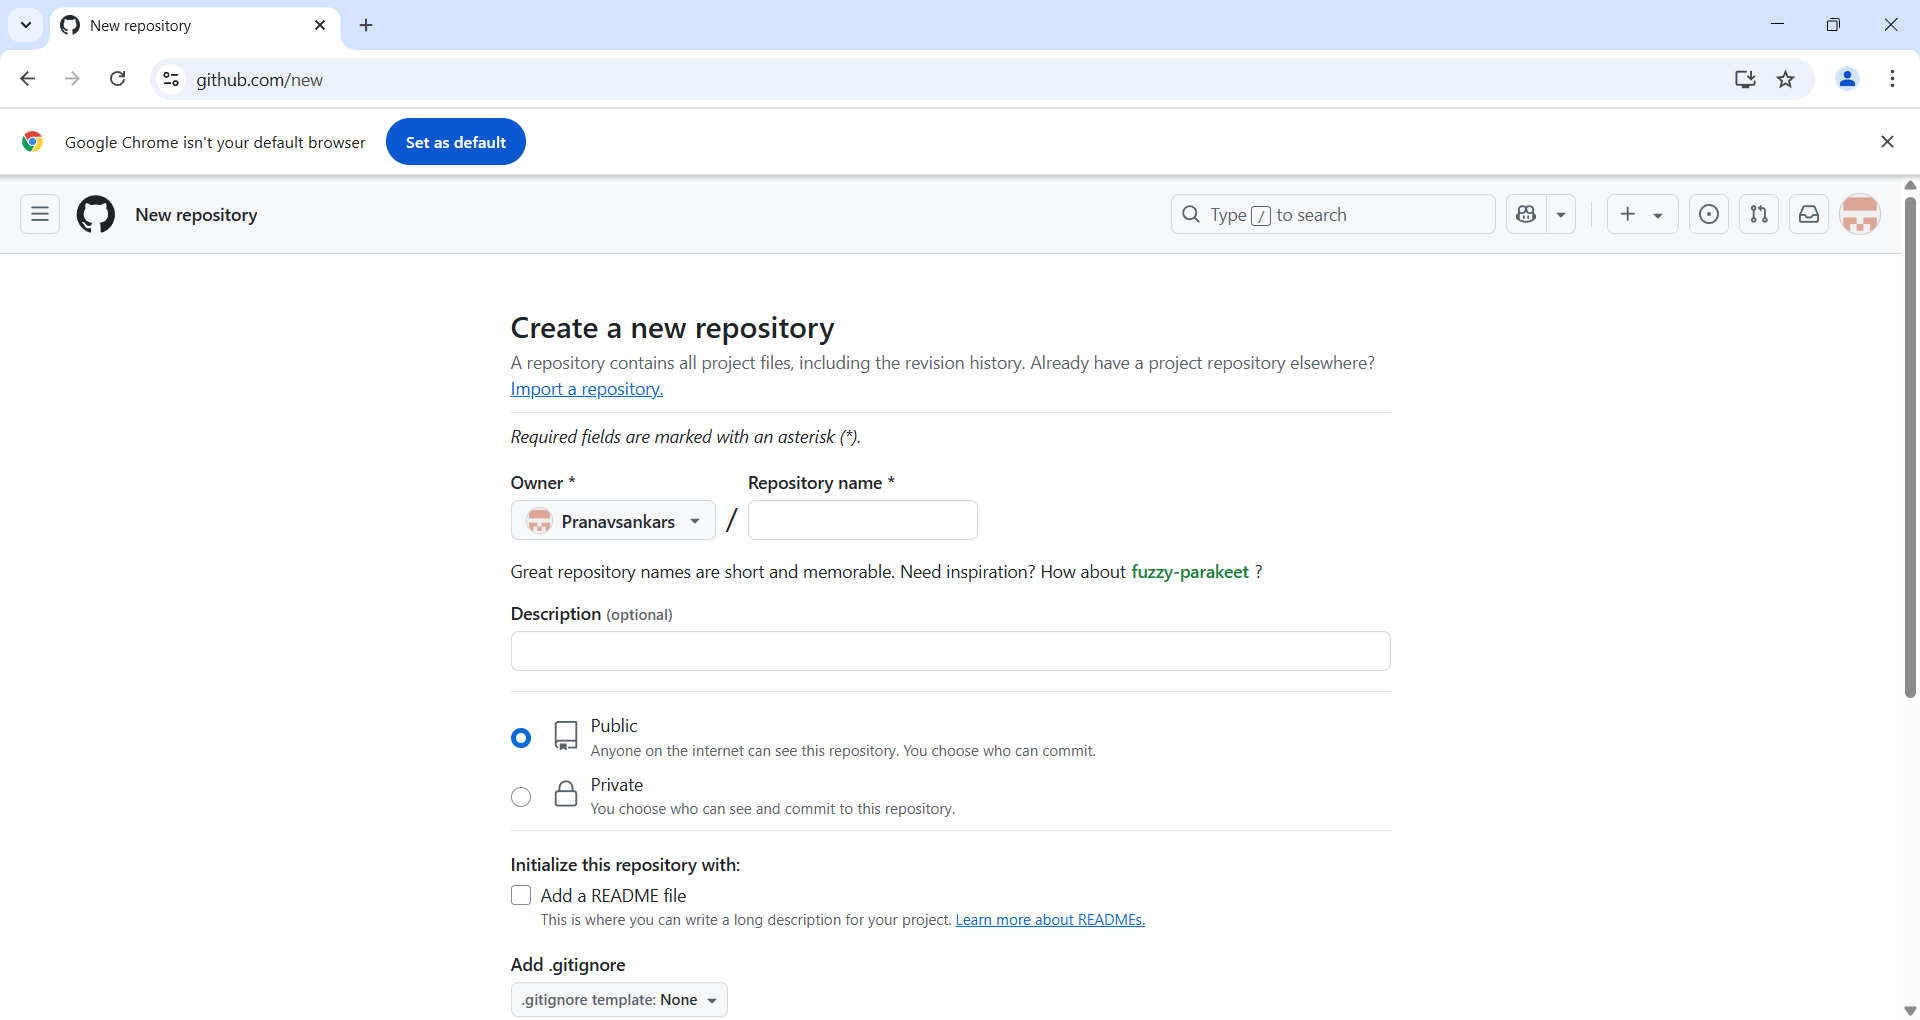 New repository
github.com/new
Google Chrome isn't your default browser
Set as default
New repository
Type / to search
Create a new repository
A repository contains all project files, including the revision history. Already have a project repository elsewhere?
Import a repository.
Required fields are marked with an asterisk (*).
Owner * Repository name *
Pranavsankars /
Great repository names are short and memorable. Need inspiration? How about fuzzy-parakeet ?
Description (optional)
Public
Anyone on the internet can see this repository. You choose who can commit.
Private
You choose who can see and commit to this repository.
Initialize this repository with:
Add a README file
This is where you can write a long description for your project. Learn more about READMEs.
Add .gitignore
.gitignore template: None